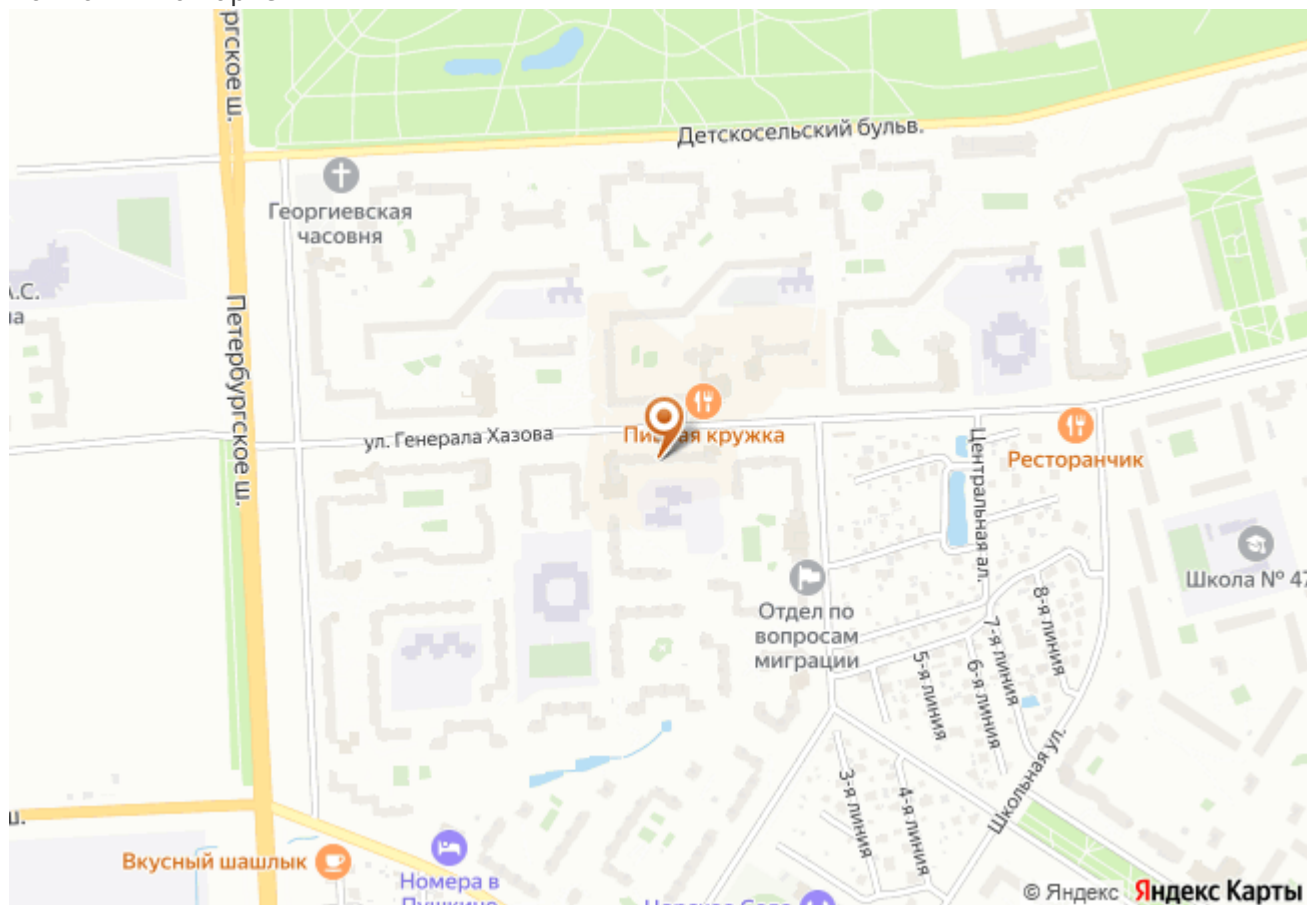 ргское ш.
Детскосельский бульв.
Георгиевская
часовня
А.С.
Петербургское ш.
ул. Генерала Хазова
кружка
Ресторанчик
Центральная ал.
Школа № 47
Отдел по
вопросам
миграции
8-я линия
7-я линия
6-я линия
5-я линия
4-я линия
3-я линия
Школьная ул.
ш.
Вкусный шашлык
Номера в
© Яндекс Яндекс Карты